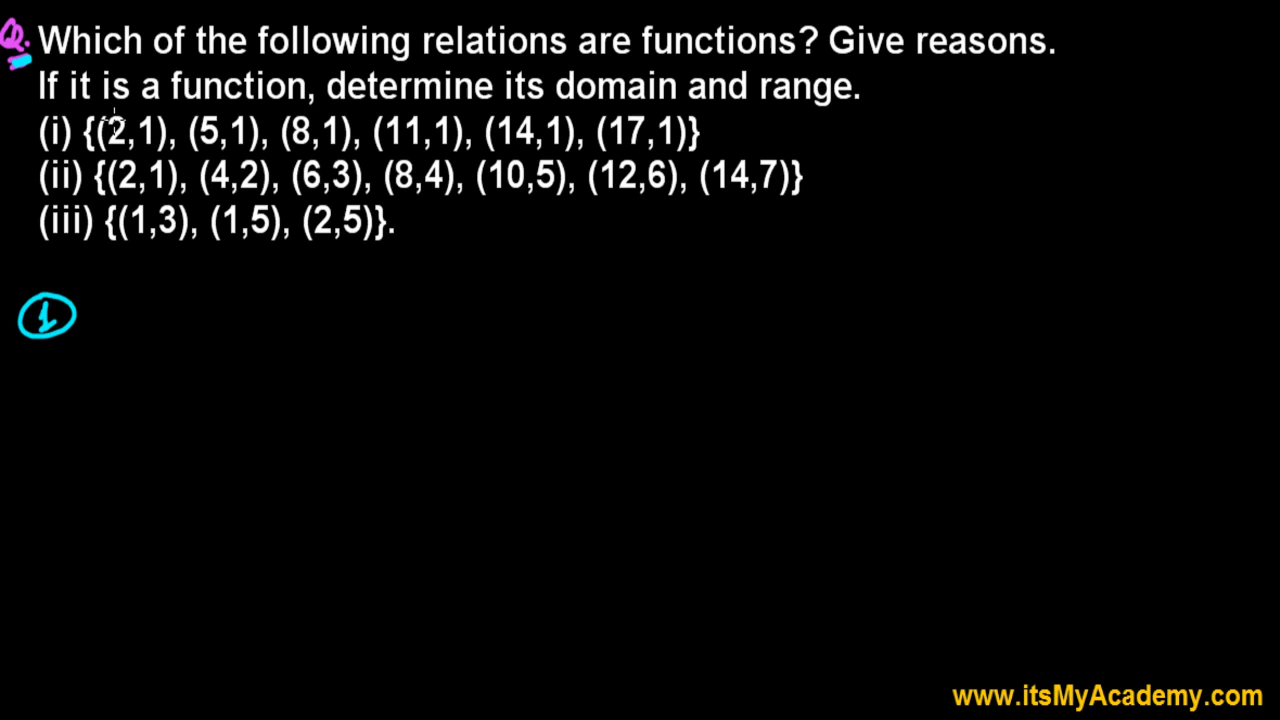 Q. Which of the following relations are functions? Give reasons.
If it is a function, determine its domain and range.
(i) {(2,1), (5,1), (8,1), (11,1), (14,1), (17,1)}
(ii) {(2,1), (4,2), (6,3), (8,4), (10,5), (12,6), (14,7)}
(iii) {(1,3), (1,5), (2,5)}.
1
www.itsMyAcademy.com